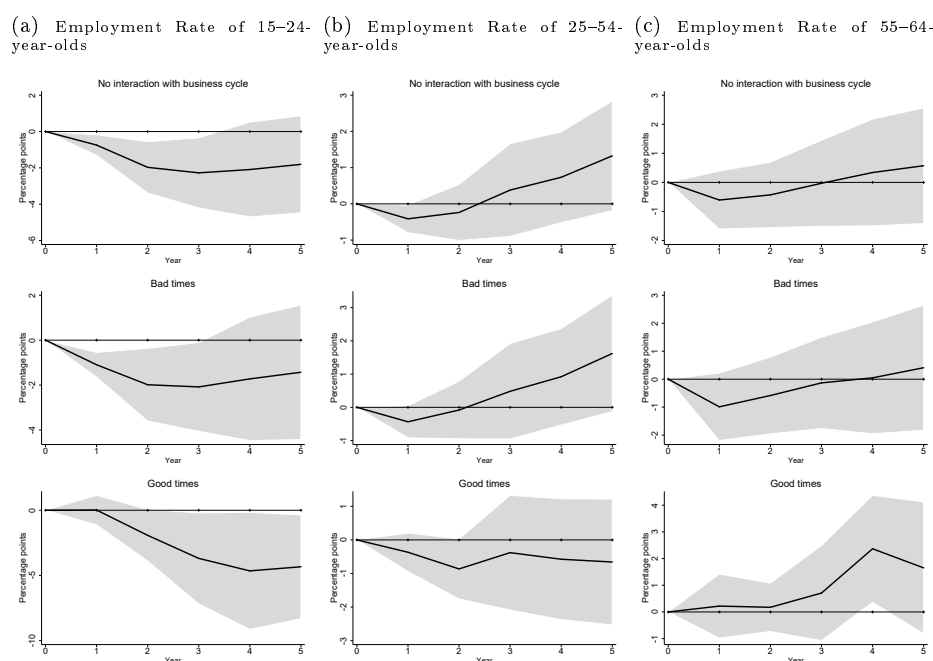 (a) Employment Rate of 15–24-
year-olds
(b) Employment Rate of 25–54-
year-olds
(c) Employment Rate of 55–64-
year-olds
No interaction with business cycle
Percentage points
2
0
-2
-4
-6
0 1 2 3 4 5
Year
No interaction with business cycle
Percentage points
3
2
1
0
-1
0 1 2 3 4 5
Year
No interaction with business cycle
Percentage points
3
2
1
0
-1
-2
0 1 2 3 4 5
Year
Bad times
Percentage points
2
0
-2
-4
0 1 2 3 4 5
Year
Bad times
Percentage points
3
2
1
0
-1
0 1 2 3 4 5
Year
Bad times
Percentage points
3
2
1
0
-1
-2
0 1 2 3 4 5
Year
Good times
Percentage points
0
-5
-10
0 1 2 3 4 5
Year
Good times
Percentage points
1
0
-1
-2
-3
0 1 2 3 4 5
Year
Good times
Percentage points
4
3
2
1
0
-1
0 1 2 3 4 5
Year